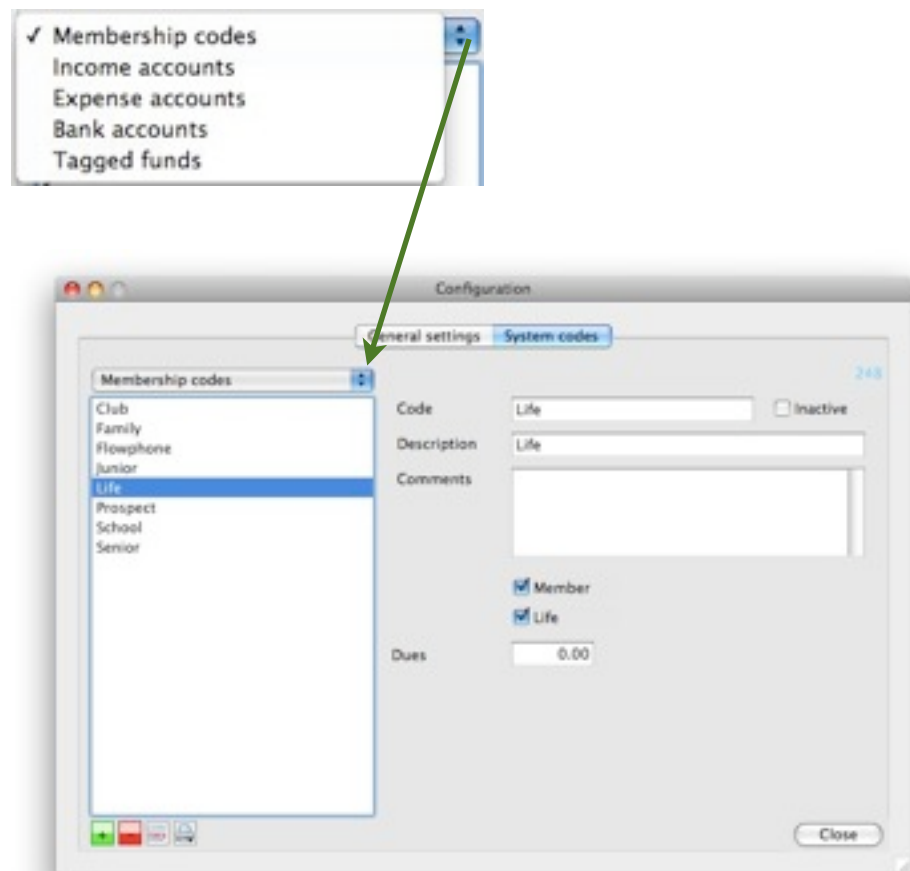 ✓ Membership codes
Income accounts
Expense accounts
Bank accounts
Tagged funds
Configuration
General settings System codes
Membership codes
248
Club
Family
Flowphone
Junior
Life
Prospect
School
Senior
Code Life Inactive
Description Life
Comments
Member
Life
Dues 0.00
Close